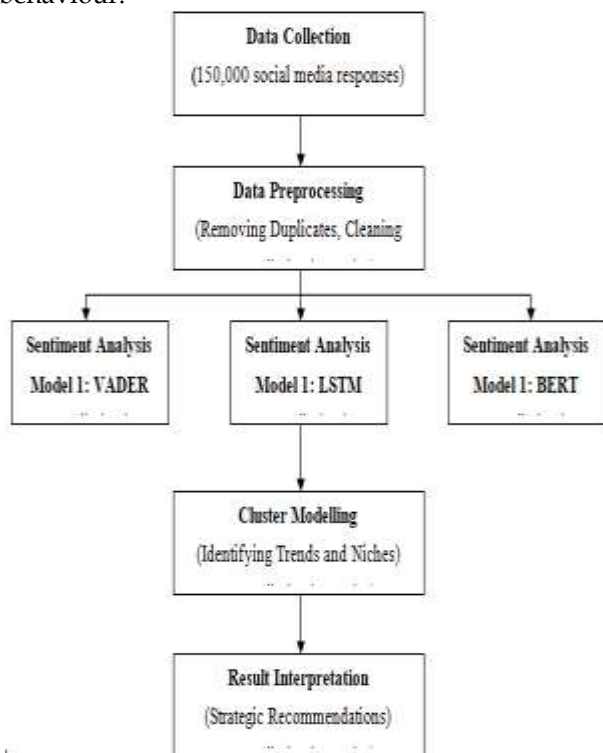 behaviour.
Data Collection
(150,000 social media responses)
Data Preprocessing
(Removing Duplicates, Cleaning
Sentiment Analysis
Model 1: VADER
Sentiment Analysis
Model 1: LSTM
Sentiment Analysis
Model 1: BERT
Cluster Modelling
(Identifying Trends and Niches)
Result Interpretation
(Strategic Recommendations)